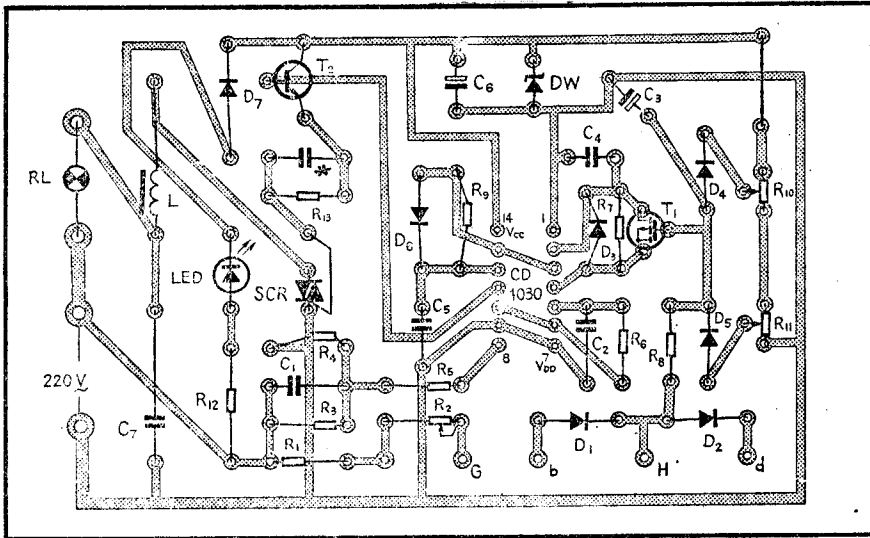 T2
D7
C6
DW
C3
C4
RL
L
*
R13
R9
D6
14
VCC
1
R7
D3
T1
D4
R10
LED
SCR
CD
1030
C5
C1
R4
R5
8
7
VDD
C2
R6
R8
D5
R11
220V
R12
R3
R2
C7
R1
G
b
D1
H
D2
d